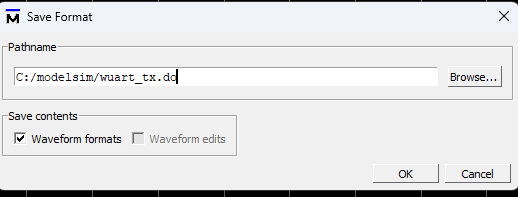 Save Format
Pathname
C:/modelsim/wuart_tx.do
Browse...
Save contents
Waveform formats
Waveform edits
OK
Cancel